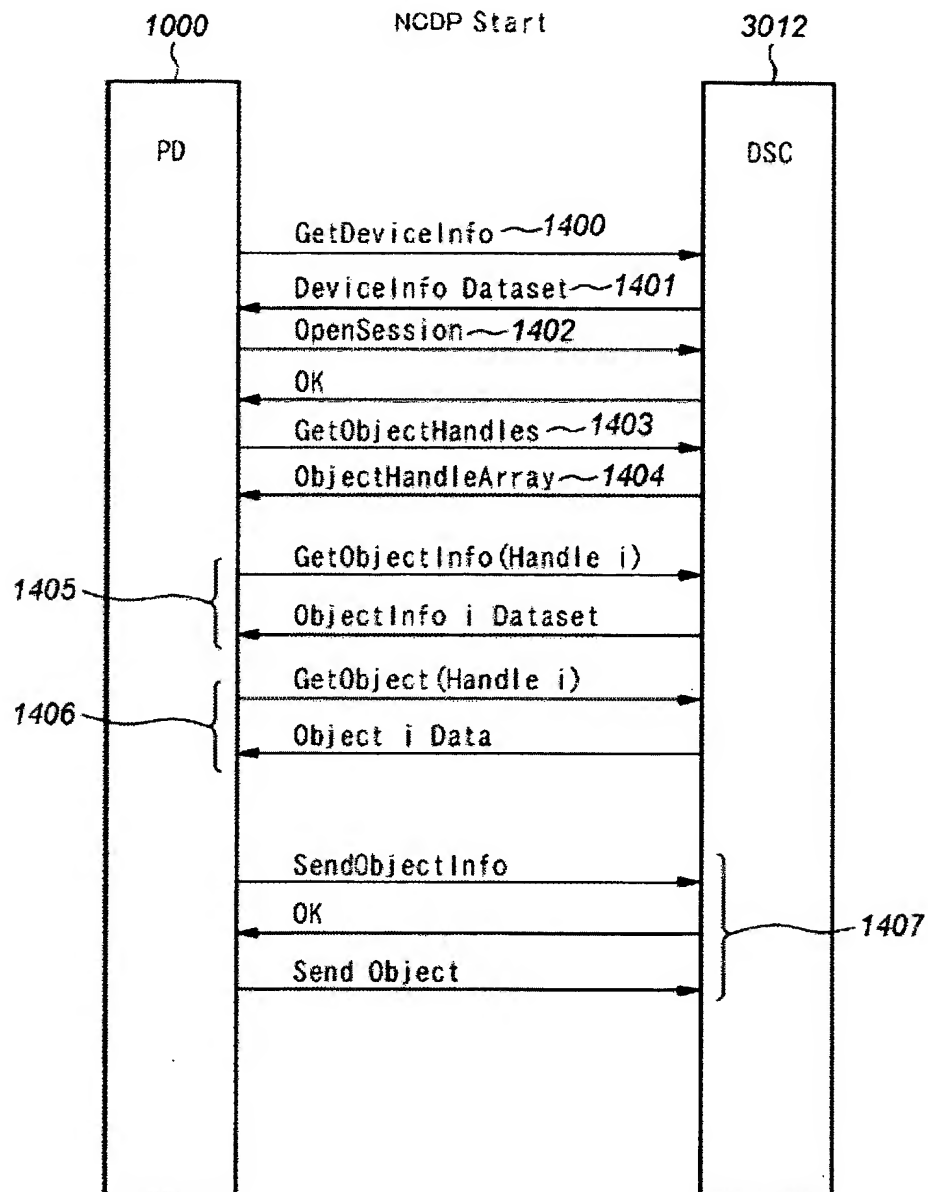 1000 NCDP Start 3012
PD DSC
GetDeviceInfo 1400
DeviceInfo Dataset 1401
OpenSession 1402
OK
GetObjectHandles 1403
ObjectHandleArray 1404
GetObjectInfo(Handle i)
1405
ObjectInfo i Dataset
GetObject(Handle i)
1406
Object i Data
SendObjectInfo
OK
1407
Send Object